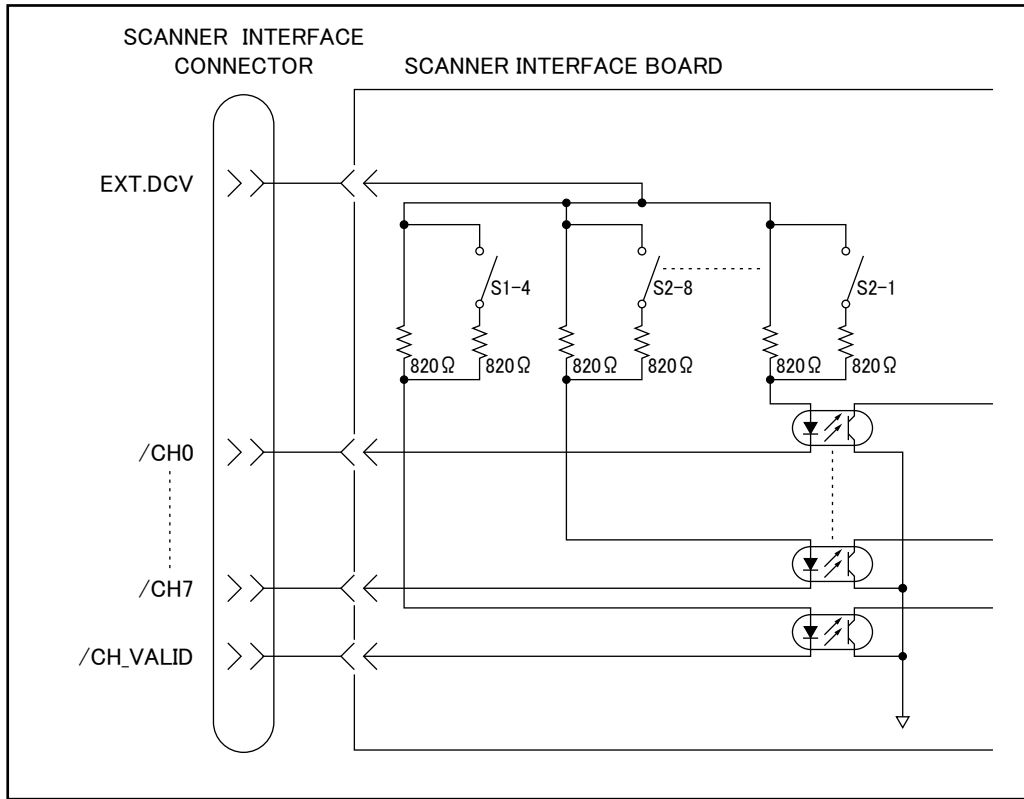 SCANNER INTERFACE
CONNECTOR
SCANNER INTERFACE BOARD
EXT.DCV
S1-4
S2-8
S2-1
820Ω
820Ω
820Ω
820Ω
820Ω
820Ω
/CH0
/CH7
/CH_VALID